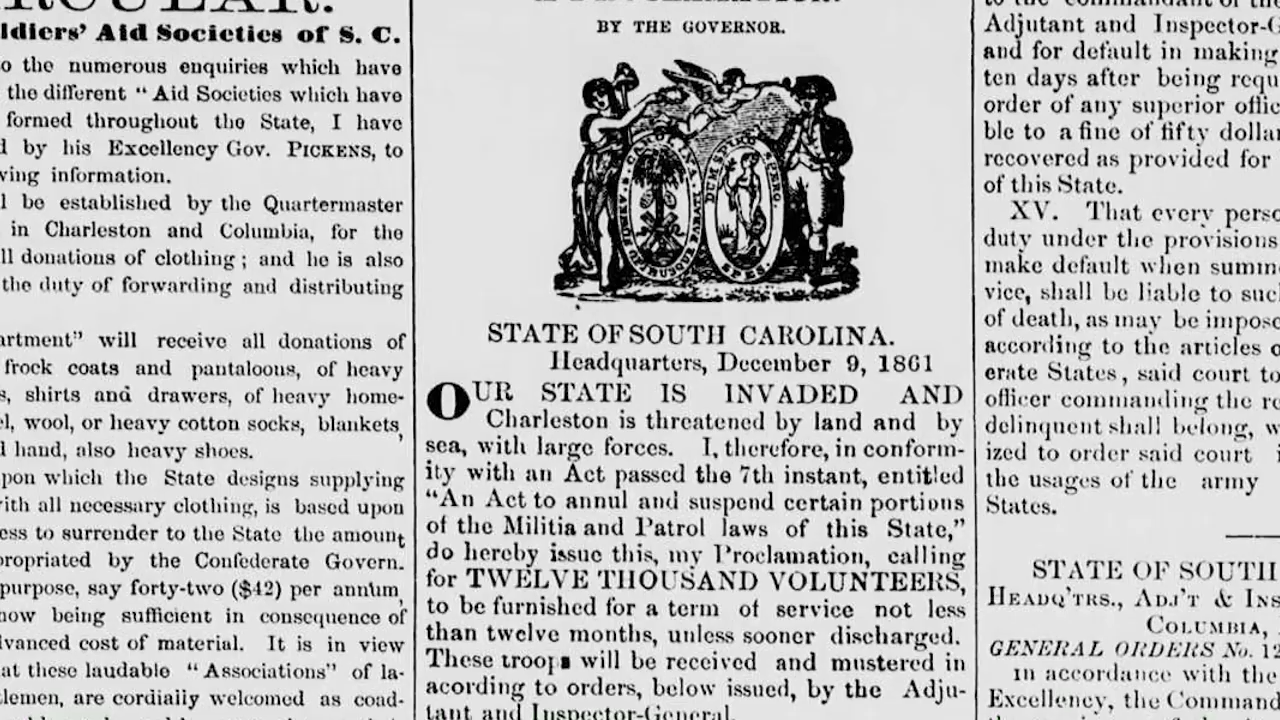 CULAR.
ldiers' Aid Societies of S. C.
o the numerous enquiries which have
the different "Aid Societies which have
formed throughout the State, I have
d by his Excellency Gov. PICKENS, to
ving information.
l be established by the Quartermaster
in Charleston and Columbia, for the
ll donations of clothing; and he is also
the duty of forwarding and distributing
artment" will receive all donations of
frock coats and pantaloons, of heavy
s, shirts and drawers, of heavy home-
el, wool, or heavy cotton socks, blankets,
d hand, also heavy shoes.
pon which the State designs supplying
ith all necessary clothing, is based upon
ess to surrender to the State the amount
propriated by the Confederate Govern.
purpose, say forty-two ($42) per annum,
now being sufficient in consequence of
dvanced cost of material. It is in view
at these laudable "Associations" of la-
tlemen, are cordially welcomed as coad-
BY THE GOVERNOR.
DUM SPIRO SPERO.
SPES.
STATE OF SOUTH CAROLINA.
Headquarters, December 9, 1861
OUR STATE IS INVADED AND
Charleston is threatened by land and by
sea, with large forces. I, therefore, in conform-
ity with an Act passed the 7th instant, entitled
"An Act to annul and suspend certain portions
of the Militia and Patrol laws of this State,"
do hereby issue this, my Proclamation, calling
for TWELVE THOUSAND VOLUNTEERS,
to be furnished for a term of service not less
than twelve months, unless sooner discharged.
These troops will be received and mustered in
acording to orders, below issued, by the Adju-
tant and Inspector-General.
to the commandant of the
Adjutant and Inspector-G
and for default in making
ten days after being requ
order of any superior offic
ble to a fine of fifty dollar
recovered as provided for
of this State.
XV. That every perso
duty under the provisions
make default when summ
vice, shall be liable to suc
of death, as may be impose
according to the articles o
erate States, said court to
officer commanding the re
delinquent shall belong, w
ized to order said court i
the usages of the army
States.
STATE OF SOUTH
HEADQ'TRS., ADJ'T & INS
COLUMBIA,
GENERAL ORDERS No. 12
in accordance with the
Excellency, the Command